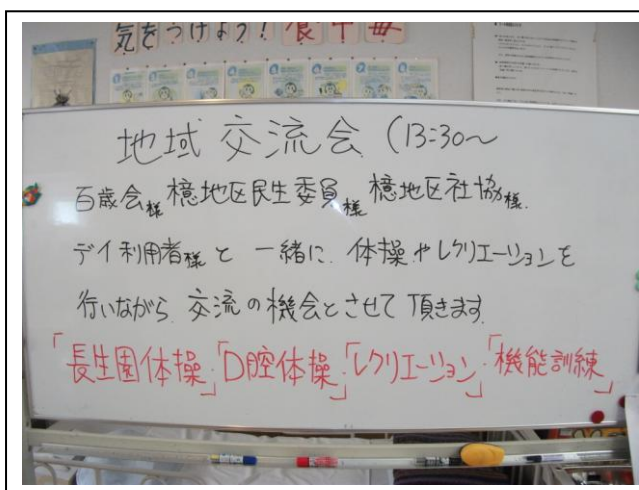 気をつけよう！食中毒
地域交流会（13:30～
百歳会様 檍地区民生委員様 檍地区社協様
デイ利用者様と 一緒に、体操やレクリエーションを
行いながら、交流の機会とさせて頂きます
「長生園体操」「口腔体操」「レクリエーション」「機能訓練」